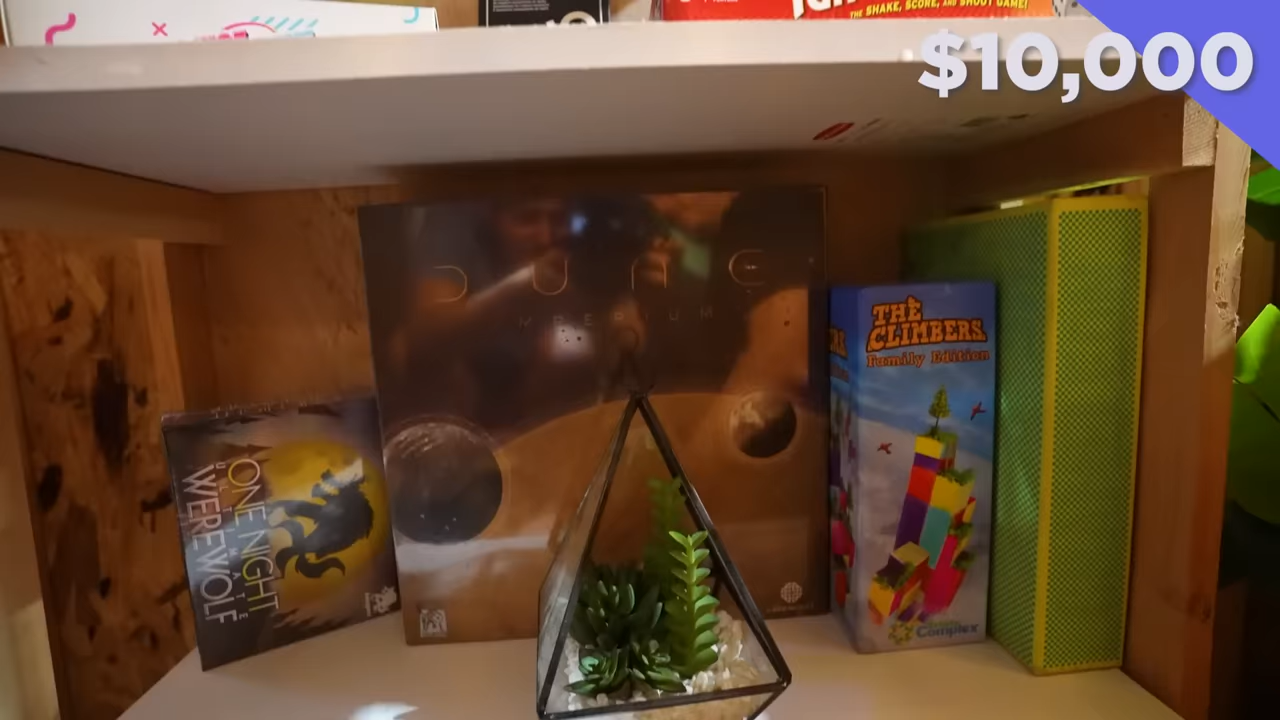 THE SHAKE, SCORE, AND SHOOT GAME!
$10,000
DUNE
IMPERIUM
THE
CLIMBERS
Family Edition
ONE NIGHT
ULTIMATE
WEREWOLF
Complex